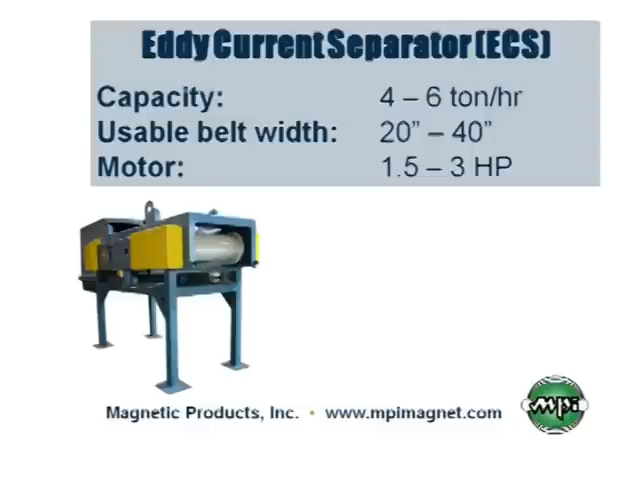 Eddy Current Separator (ECS)
Capacity: 4 – 6 ton/hr
Usable belt width: 20” – 40”
Motor: 1.5 – 3 HP
Magnetic Products, Inc. • www.mpimagnet.com
mpi